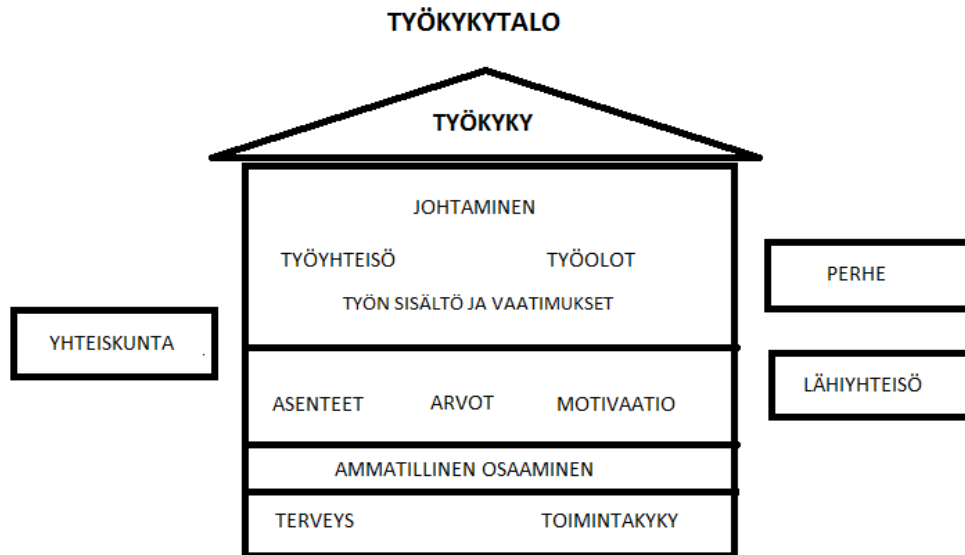 TYÖKYKYTALO
TYÖKYKY
JOHTAMINEN
TYÖYHTEISÖ TYÖOLOT
TYÖN SISÄLTÖ JA VAATIMUKSET
PERHE
YHTEISKUNTA .
LÄHIYHTEISÖ
ASENTEET ARVOT MOTIVAATIO
AMMATILLINEN OSAAMINEN
TERVEYS TOIMINTAKYKY